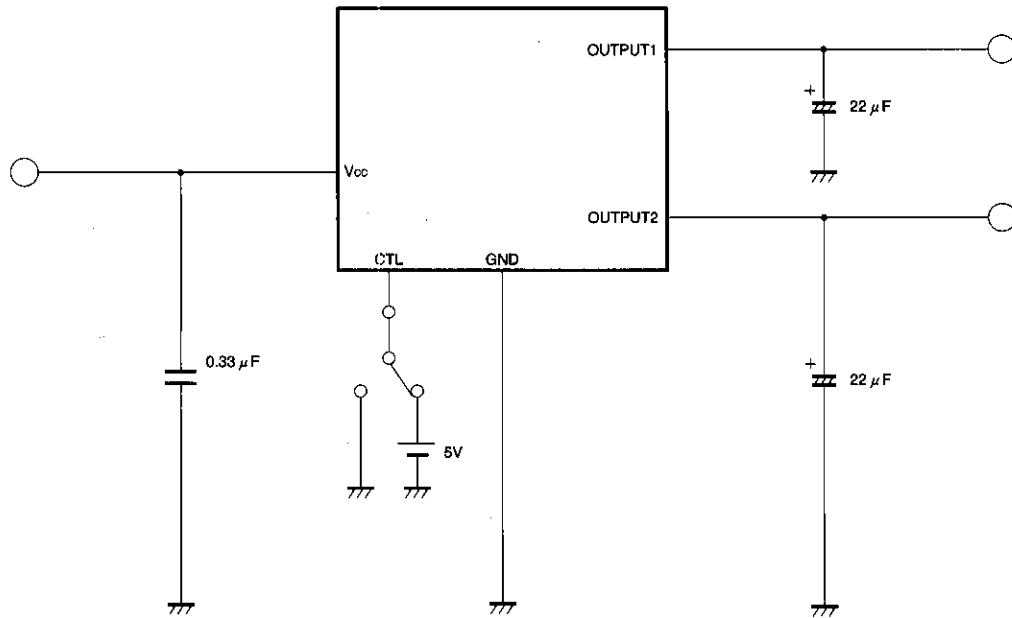 OUTPUT1
+
22 μF
Vcc
OUTPUT2
CTL
GND
0.33 μF
+
22 μF
5V